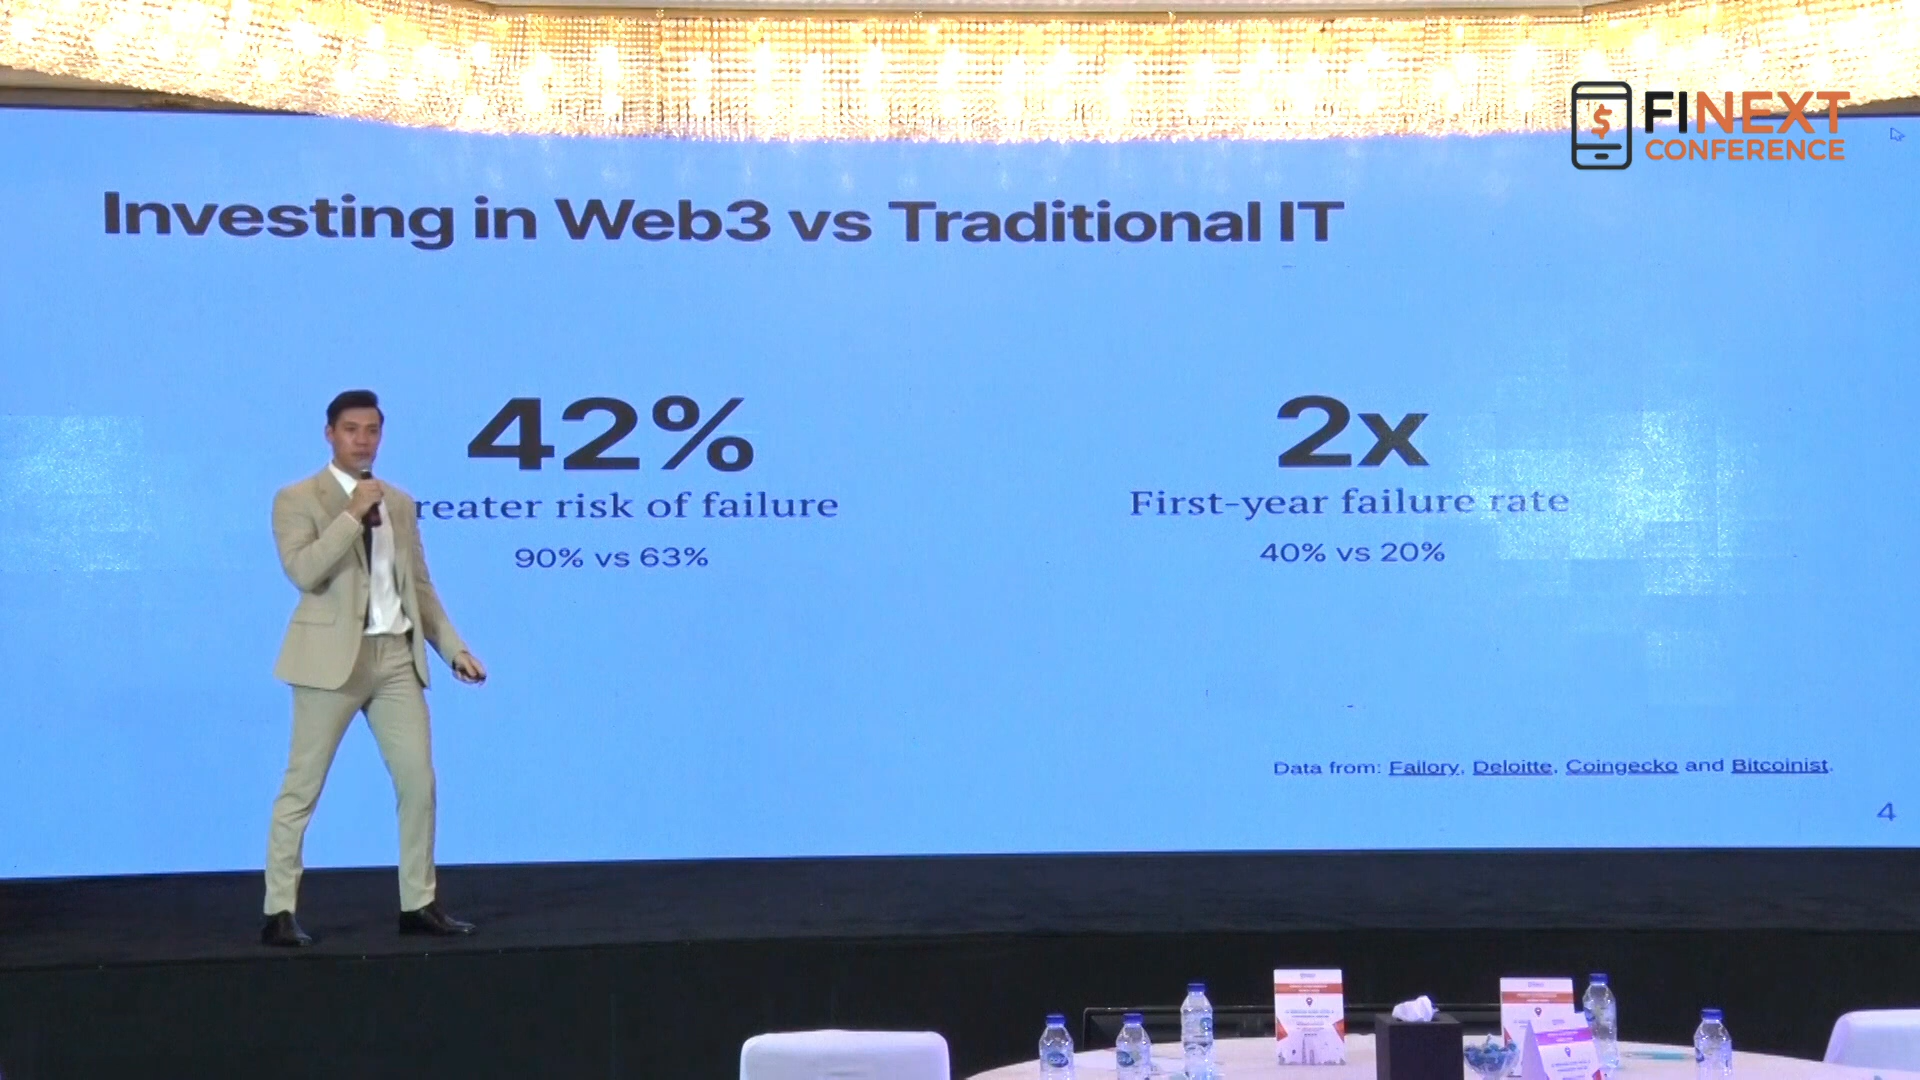 FINEXT
CONFERENCE
Investing in Web3 vs Traditional IT
42%
reater risk of failure
90% vs 63%
2x
First-year failure rate
40% vs 20%
Data from: Failory, Deloitte, Coingecko and Bitcoinist.
4